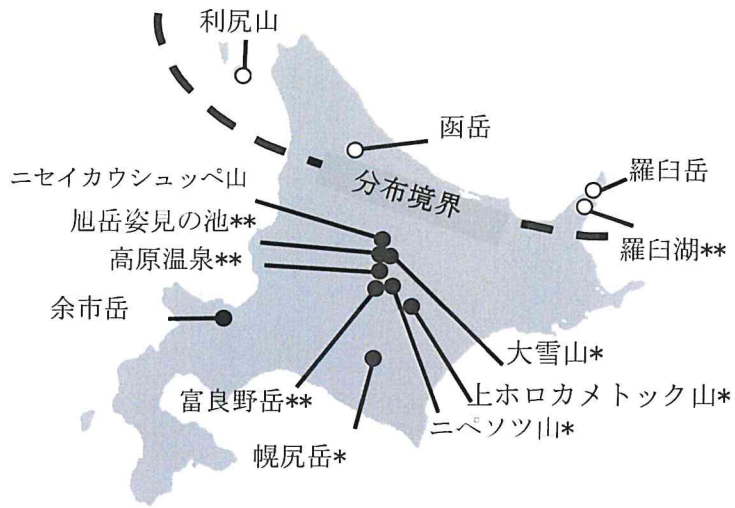 利尻山
函岳
羅臼岳
ニセイカウシュッペ山
分布境界
旭岳姿見の池**
羅臼湖**
高原温泉**
余市岳
大雪山*
富良野岳**
上ホロカメトック山*
ニペソツ山*
幌尻岳*